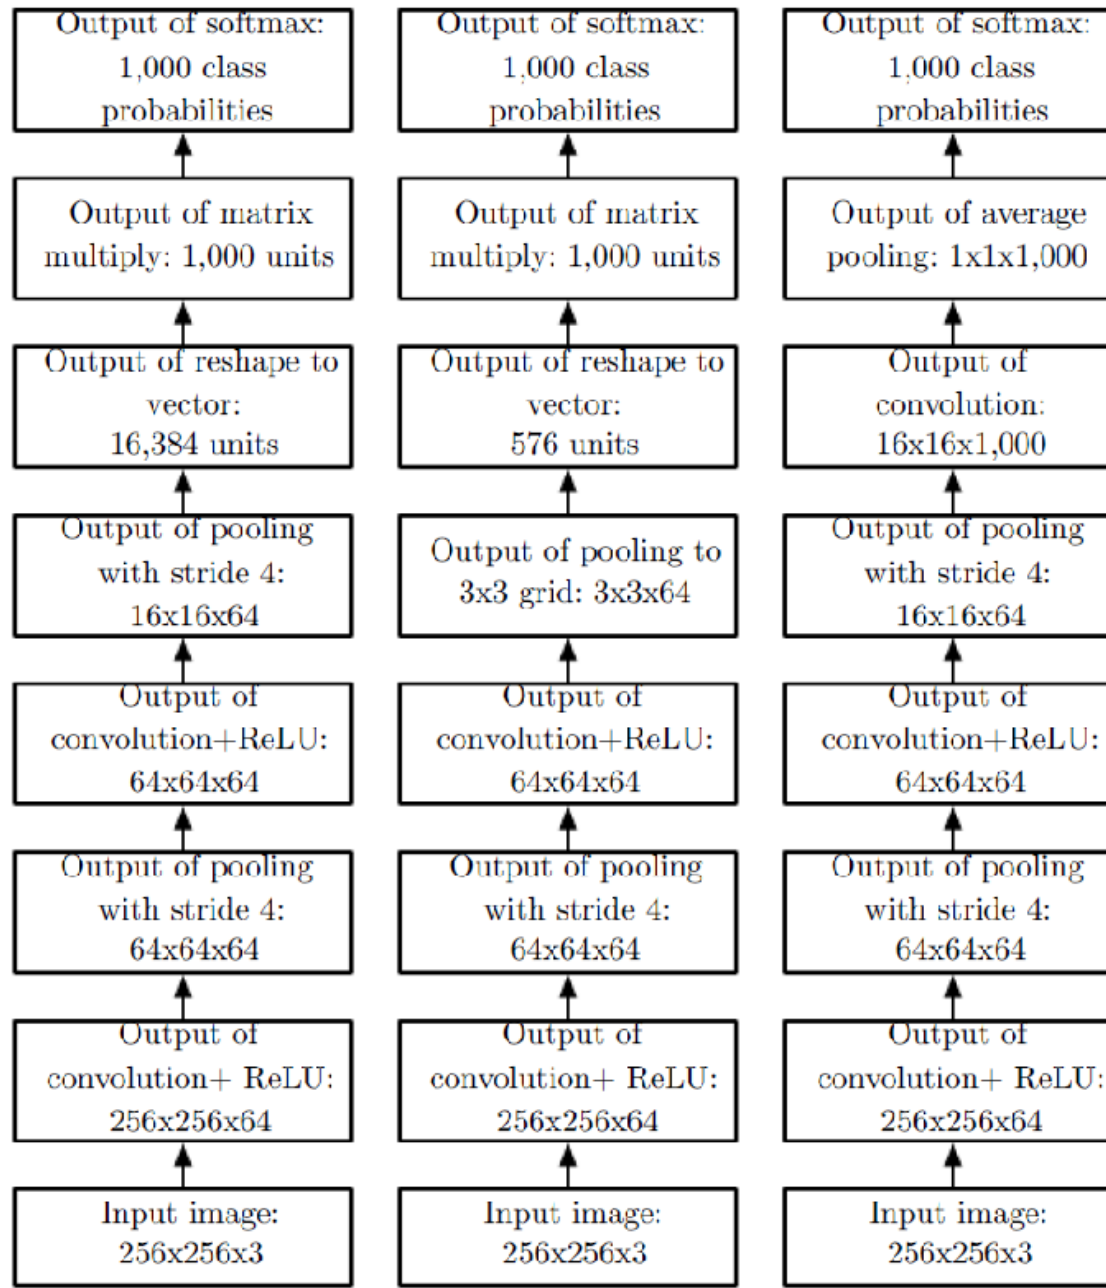 Output of softmax:
1,000 class
probabilities
Output of matrix
multiply: 1,000 units
Output of reshape to
vector:
16,384 units
Output of pooling
with stride 4:
16x16x64
Output of
convolution+ReLU:
64x64x64
Output of pooling
with stride 4:
64x64x64
Output of
convolution+ ReLU:
256x256x64
Input image:
256x256x3
Output of softmax:
1,000 class
probabilities
Output of matrix
multiply: 1,000 units
Output of reshape to
vector:
576 units
Output of pooling to
3x3 grid: 3x3x64
Output of
convolution+ReLU:
64x64x64
Output of pooling
with stride 4:
64x64x64
Output of
convolution+ ReLU:
256x256x64
Input image:
256x256x3
Output of softmax:
1,000 class
probabilities
Output of average
pooling: 1x1x1,000
Output of
convolution:
16x16x1,000
Output of pooling
with stride 4:
16x16x64
Output of
convolution+ReLU:
64x64x64
Output of pooling
with stride 4:
64x64x64
Output of
convolution+ ReLU:
256x256x64
Input image:
256x256x3